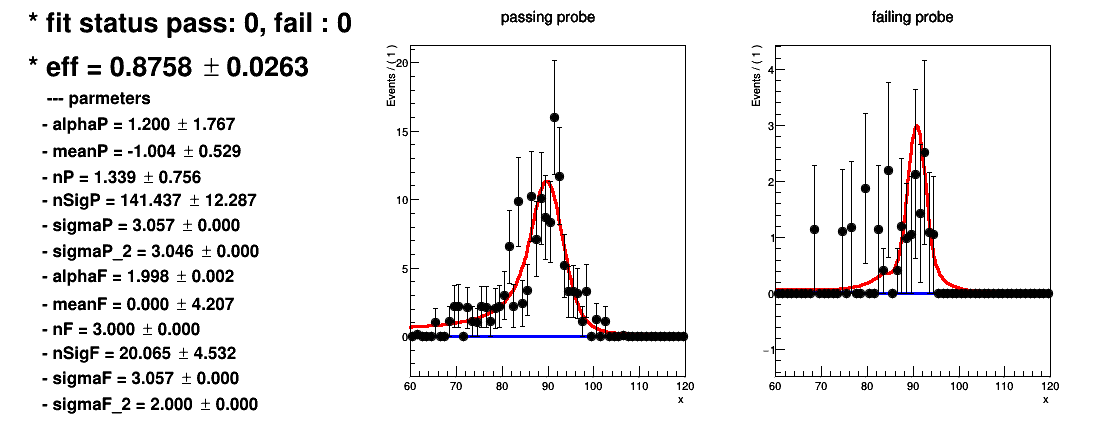 * fit status pass: 0, fail : 0
* eff = 0.8758 ± 0.0263
--- parmeters
- alphaP = 1.200 ± 1.767
- meanP = -1.004 ± 0.529
- nP = 1.339 ± 0.756
- nSigP = 141.437 ± 12.287
- sigmaP = 3.057 ± 0.000
- sigmaP_2 = 3.046 ± 0.000
- alphaF = 1.998 ± 0.002
- meanF = 0.000 ± 4.207
- nF = 3.000 ± 0.000
- nSigF = 20.065 ± 4.532
- sigmaF = 3.057 ± 0.000
- sigmaF_2 = 2.000 ± 0.000
passing probe
Events / ( 1 )
20
15
10
5
0
60 70 80 90 100 110 120
x
failing probe
Events / ( 1 )
4
3
2
1
0
−1
60 70 80 90 100 110 120
x